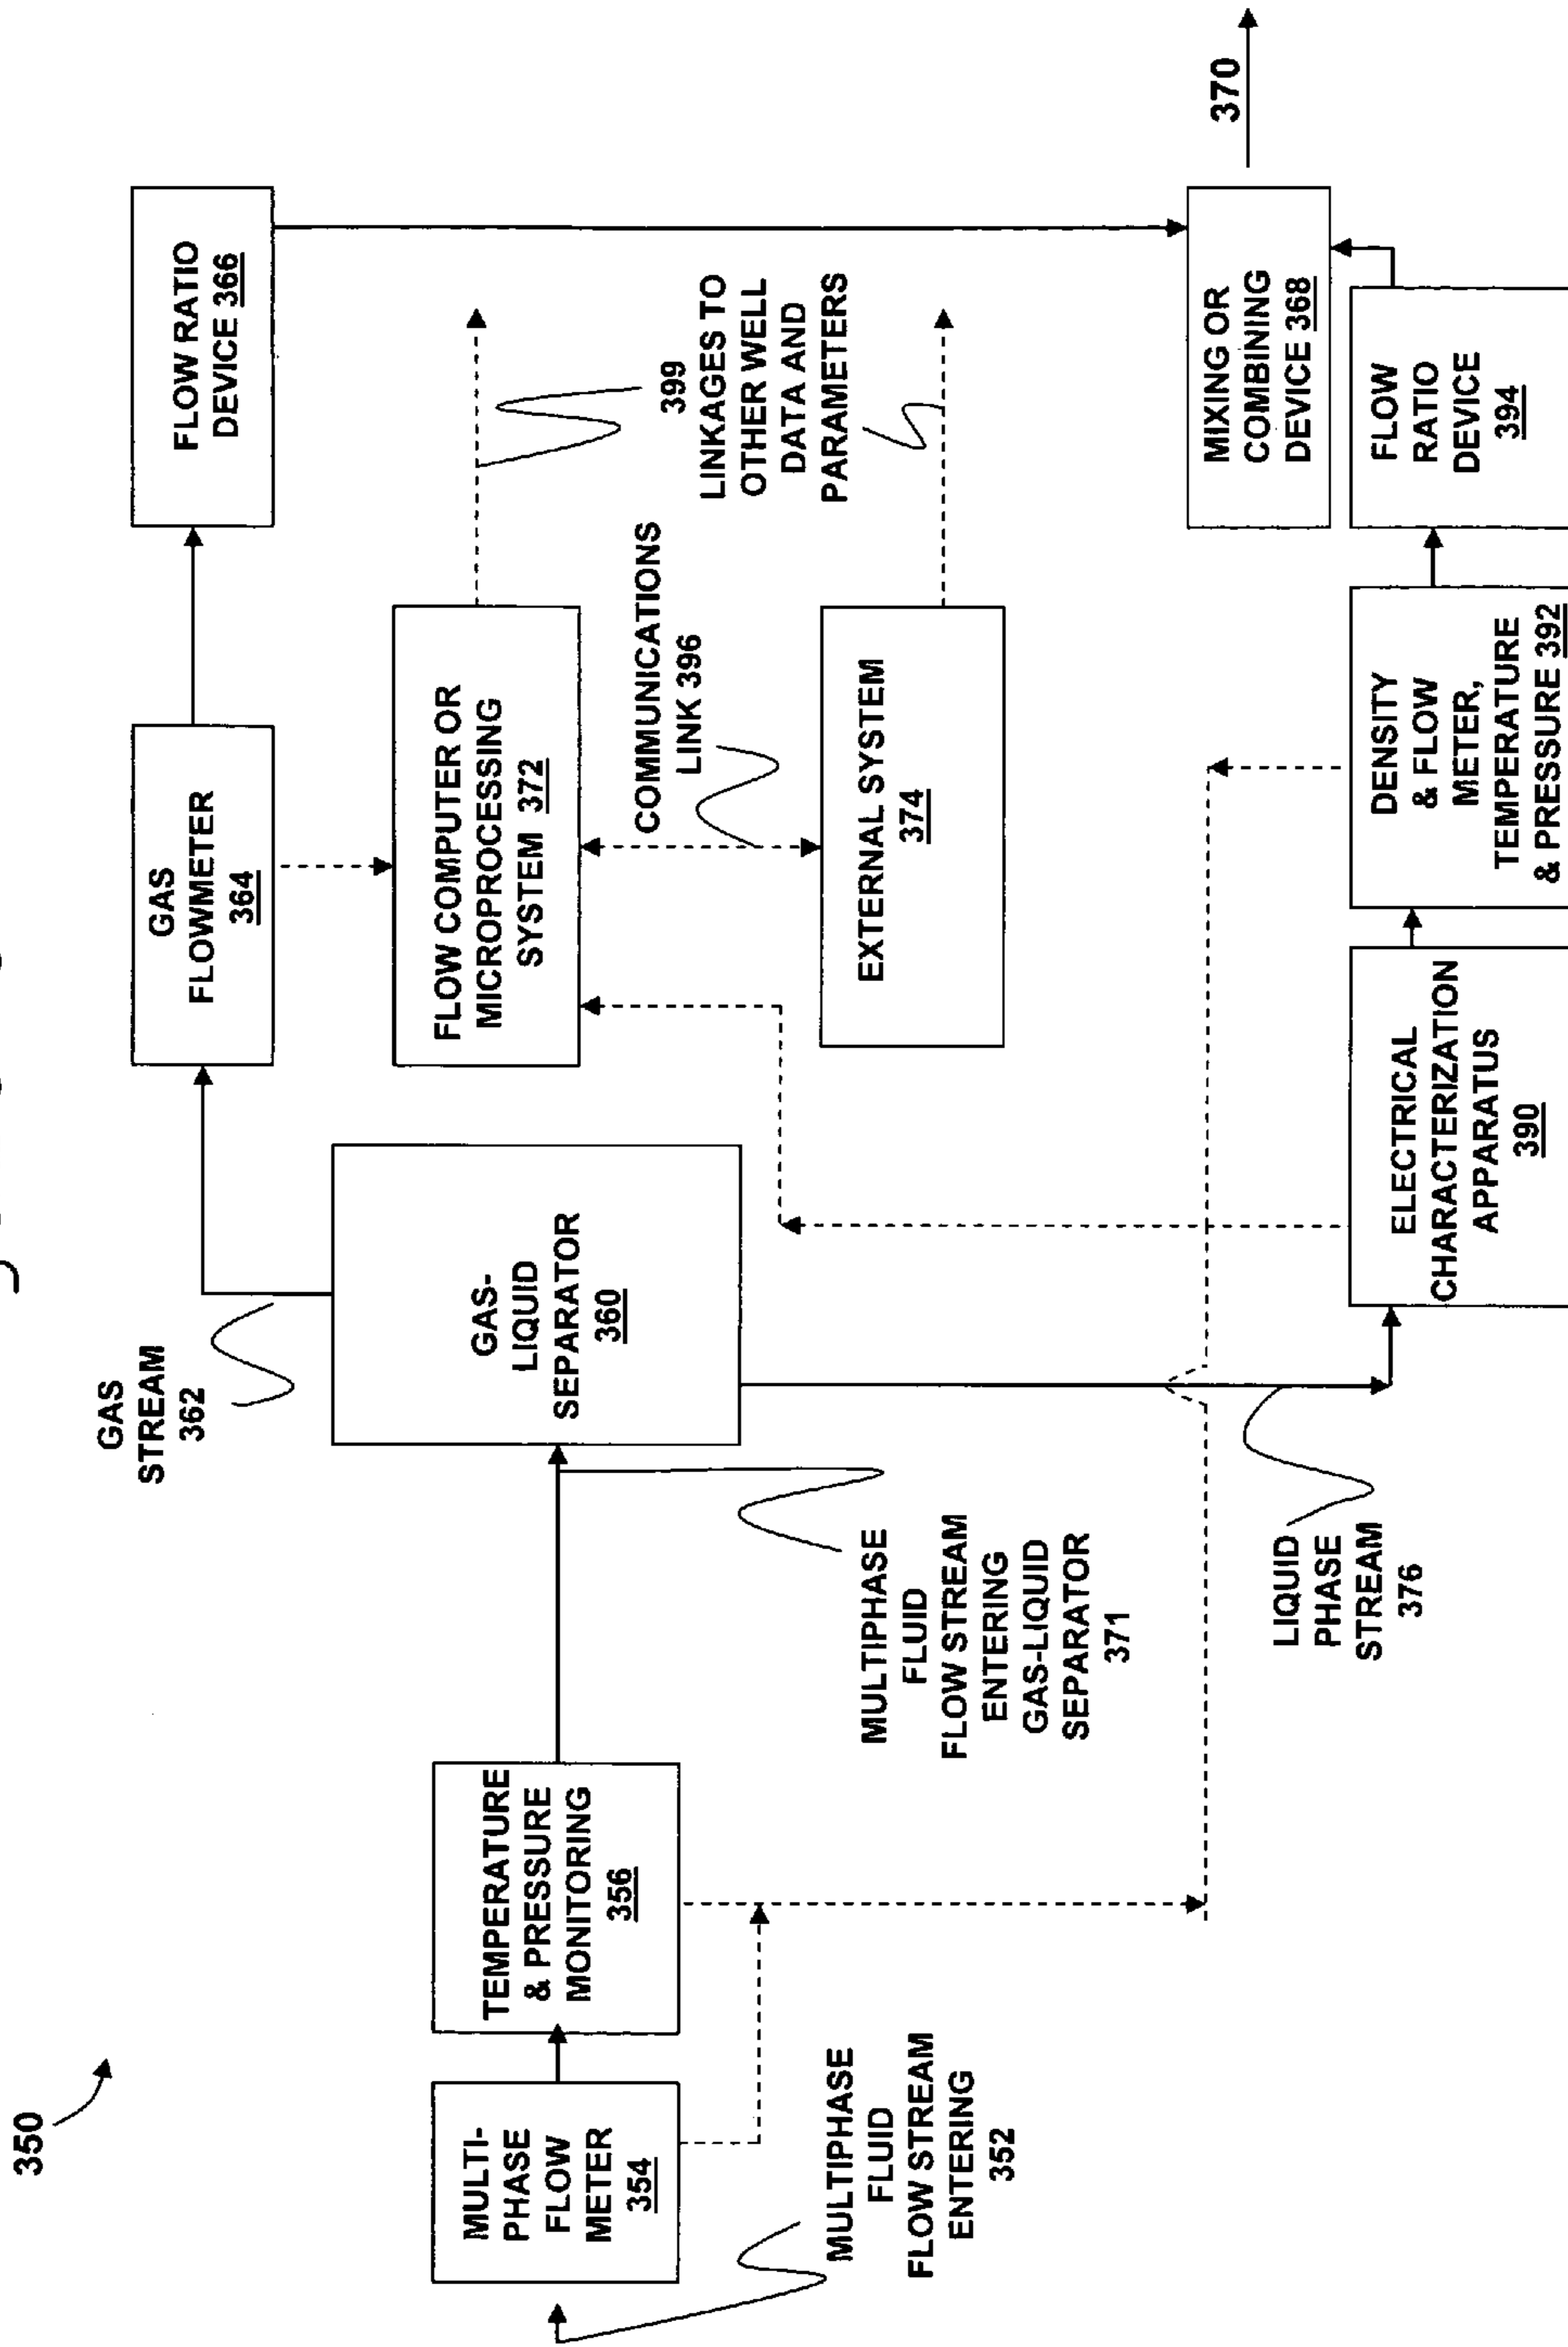 350
MULTI-
PHASE
FLOW
METER
354
MULTIPHASE
FLUID
FLOW STREAM
ENTERING
352
TEMPERATURE
& PRESSURE
MONITORING
356
MULTIPHASE
FLUID
FLOW STREAM
ENTERING
GAS-LIQUID
SEPARATOR
371
GAS
STREAM
362
GAS-
LIQUID
SEPARATOR
360
LIQUID
PHASE
STREAM
376
GAS
FLOWMETER
364
FLOW COMPUTER OR
MICROPROCESSING
SYSTEM 372
COMMUNICATIONS
LINK 396
EXTERNAL SYSTEM
374
ELECTRICAL
CHARACTERIZATION
APPARATUS
390
DENSITY
& FLOW
METER,
TEMPERATURE
& PRESSURE 392
FLOW RATIO
DEVICE 366
399
LINKAGES TO
OTHER WELL
DATA AND
PARAMETERS
MIXING OR
COMBINING
DEVICE 368
FLOW
RATIO
DEVICE
394
370